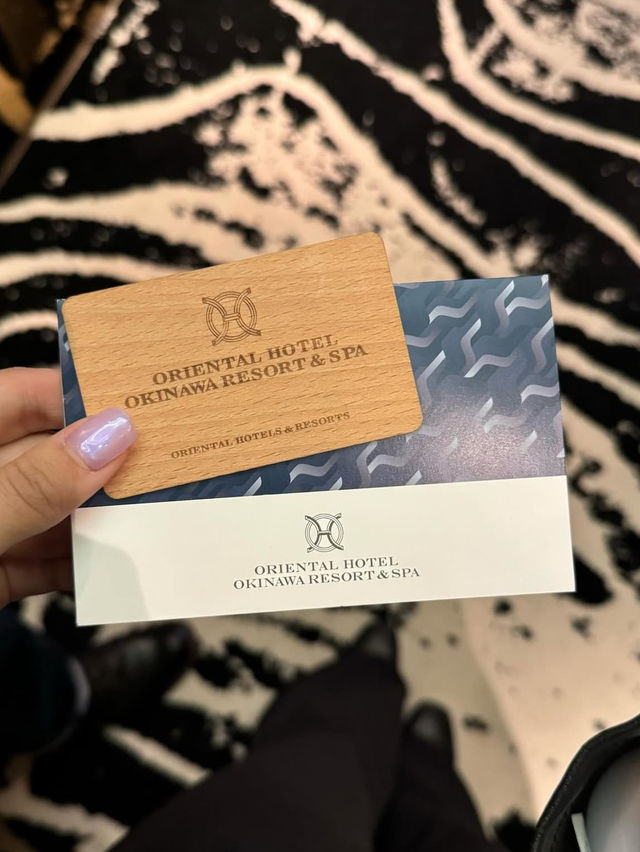 ORIENTAL HOTEL
OKINAWA RESORT & SPA
ORIENTAL HOTELS & RESORTS
ORIENTAL HOTEL
OKINAWA RESORT & SPA